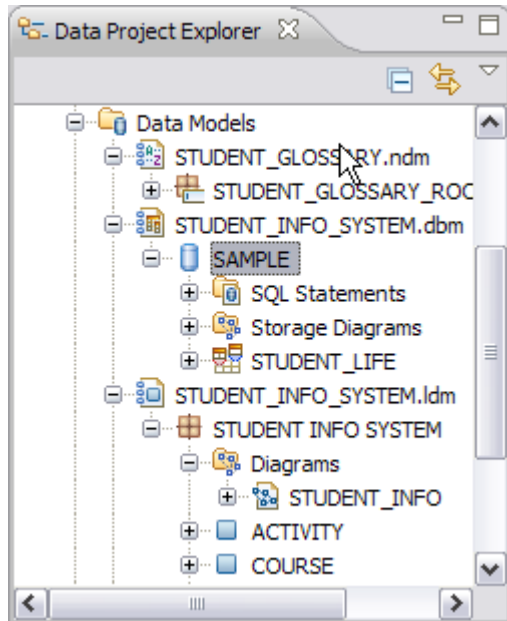 Data Project Explorer
Data Models
STUDENT_GLOSSARY.ndm
STUDENT_GLOSSARY_ROC
STUDENT_INFO_SYSTEM.dbm
SAMPLE
SQL Statements
Storage Diagrams
STUDENT_LIFE
STUDENT_INFO_SYSTEM.ldm
STUDENT INFO SYSTEM
Diagrams
STUDENT_INFO
ACTIVITY
COURSE